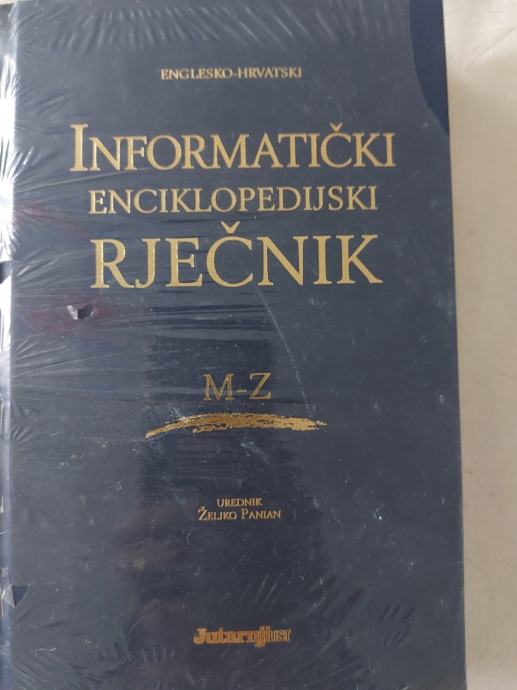 ENGLESKO-HRVATSKI
INFORMATIČKI
ENCIKLOPEDIJSKI
RJEČNIK
M-Z
UREDNIK
ŽELJKO PANIAN
Jutarnji LIST